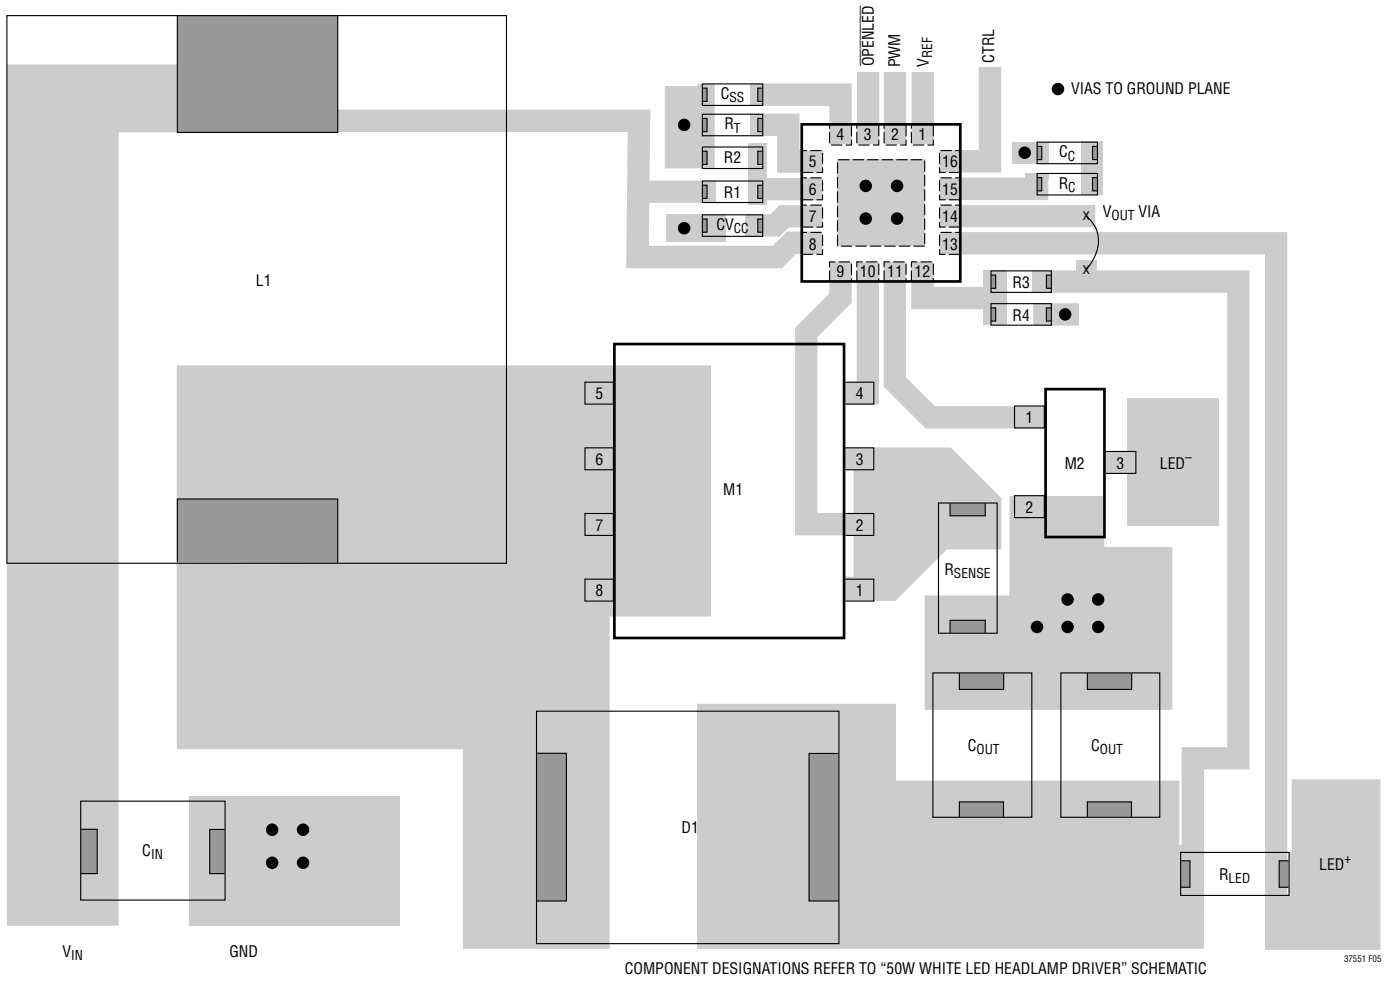 OPENLED
PWM
VREF
CTRL
VIAS TO GROUND PLANE
CSS
RT
R2
R1
CVCC
4 3 2 1
5
6
7
8
16
15
14
13
9 10 11 12
CC
RC
VOUT VIA
x
x
R3
R4
L1
5
6
7
8
M1
4
3
2
1
1
2
M2
3
LED–
RSENSE
COUT
COUT
D1
CIN
RLED
LED+
VIN
GND
37551 F05
COMPONENT DESIGNATIONS REFER TO “50W WHITE LED HEADLAMP DRIVER” SCHEMATIC